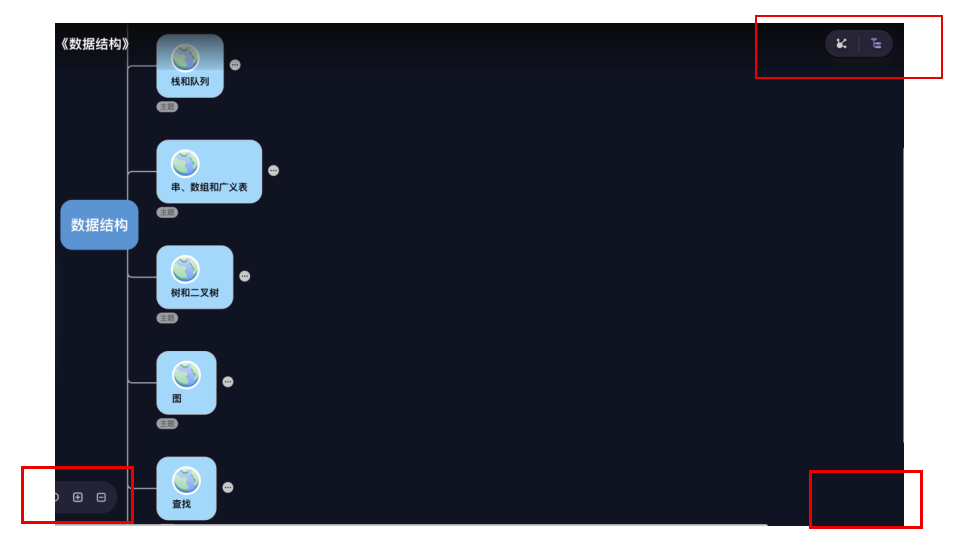 《数据结构》
栈和队列
主题
串、数组和广义表
主题
数据结构
树和二叉树
主题
图
主题
查找